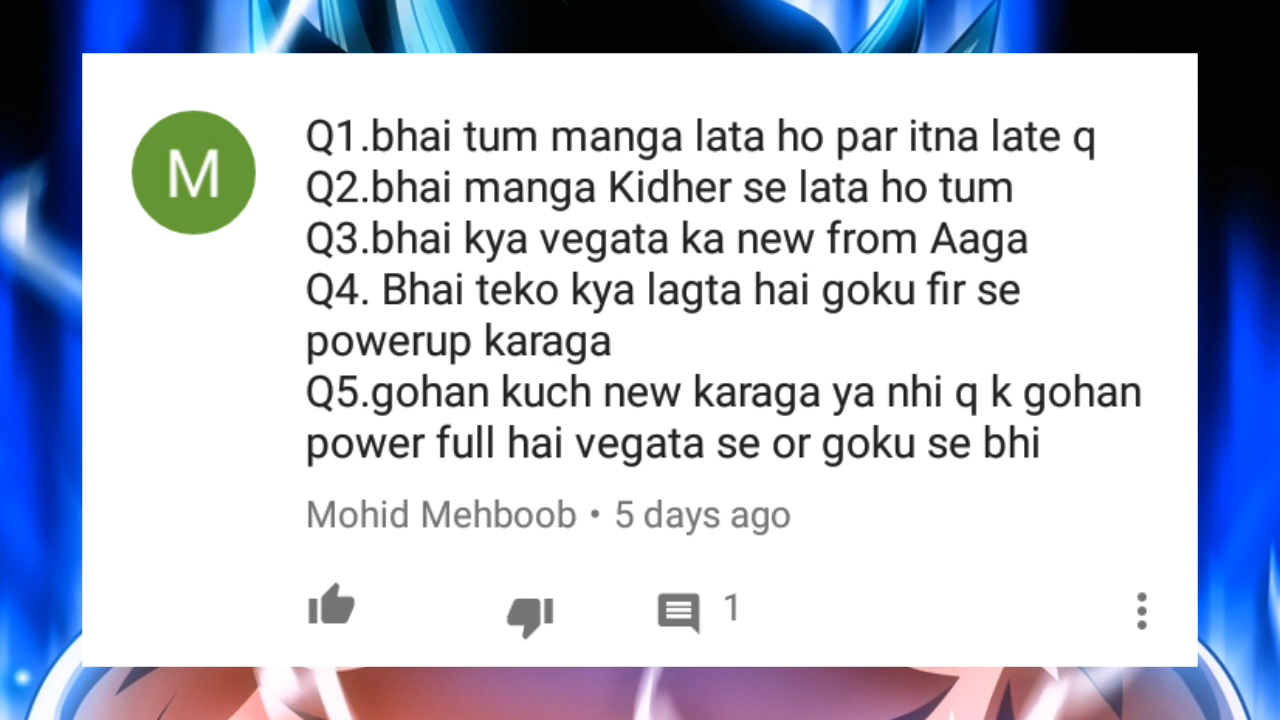 M
Q1.bhai tum manga lata ho par itna late q
Q2.bhai manga Kidher se lata ho tum
Q3.bhai kya vegata ka new from Aaga
Q4. Bhai teko kya lagta hai goku fir se
powerup karaga
Q5.gohan kuch new karaga ya nhi q k gohan
power full hai vegata se or goku se bhi
Mohid Mehboob • 5 days ago
1